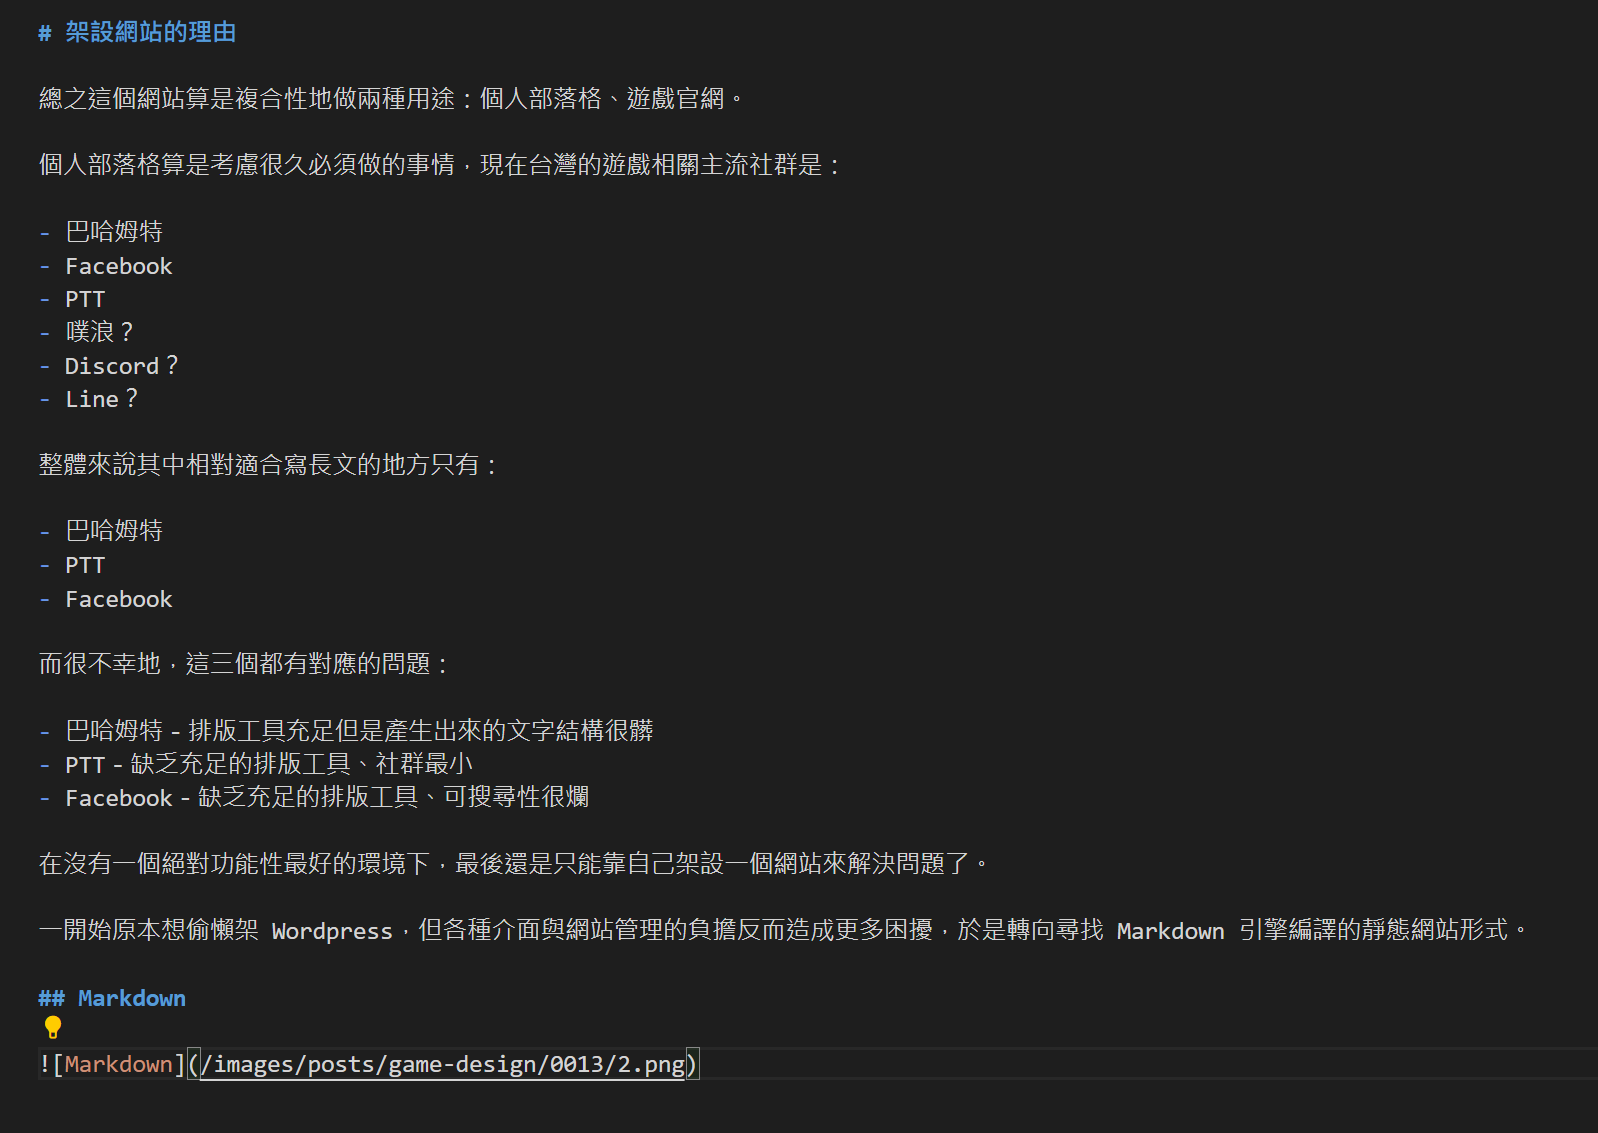 # 架設網站的理由
總之這個網站算是複合性地做兩種用途：個人部落格、遊戲官網。
個人部落格算是考慮很久必須做的事情，現在台灣的遊戲相關主流社群是：
- 巴哈姆特
- Facebook
- PTT
- 噗浪？
- Discord？
- Line？
整體來說其中相對適合寫長文的地方只有：
- 巴哈姆特
- PTT
- Facebook
而很不幸地，這三個都有對應的問題：
- 巴哈姆特 - 排版工具充足但是產生出來的文字結構很髒
- PTT - 缺乏充足的排版工具、社群最小
- Facebook - 缺乏充足的排版工具、可搜尋性很爛
在沒有一個絕對功能性最好的環境下，最後還是只能靠自己架設一個網站來解決問題了。
一開始原本想偷懶架 Wordpress，但各種介面與網站管理的負擔反而造成更多困擾，於是轉向尋找 Markdown 引擎編譯的靜態網站形式。
## Markdown
![Markdown](/images/posts/game-design/0013/2.png)